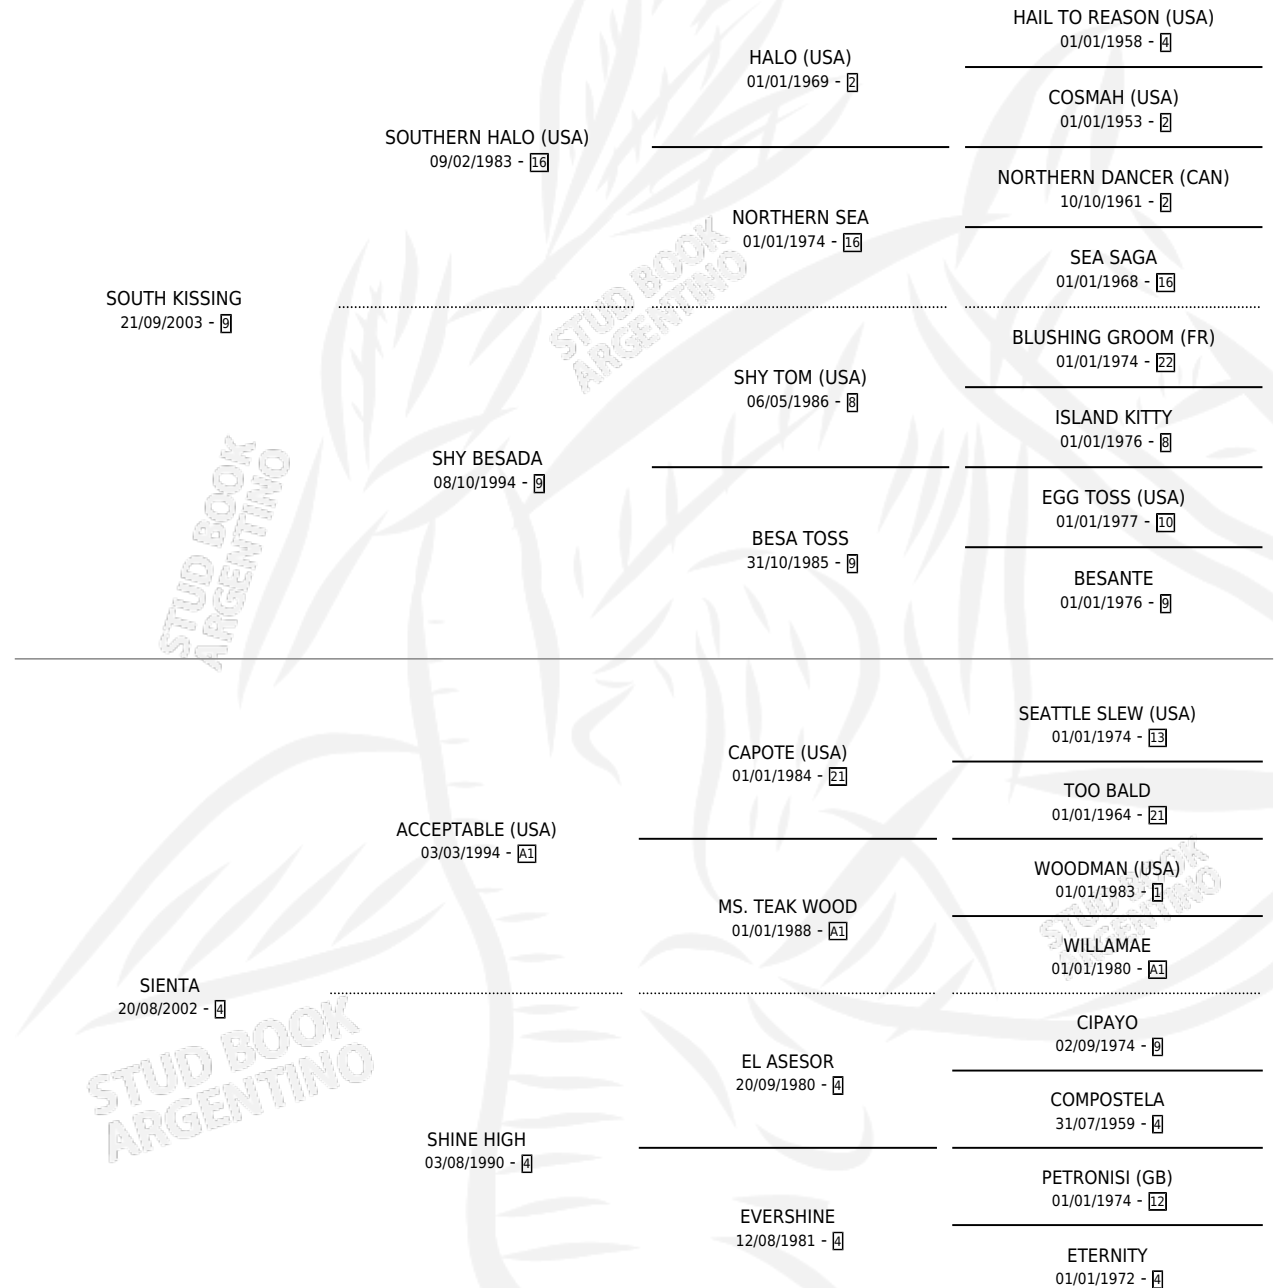 HAIL TO REASON (USA)
01/01/1958 - 4
HALO (USA)
01/01/1969 - 2
COSMAH (USA)
01/01/1953 - 2
SOUTHERN HALO (USA)
09/02/1983 - 16
NORTHERN DANCER (CAN)
10/10/1961 - 2
NORTHERN SEA
01/01/1974 - 16
SEA SAGA
01/01/1968 - 16
SOUTH KISSING
21/09/2003 - 9
STUD BOOK
ARGENTINO
BLUSHING GROOM (FR)
01/01/1974 - 22
SHY TOM (USA)
06/05/1986 - 8
ISLAND KITTY
01/01/1976 - 8
SHY BESADA
08/10/1994 - 9
EGG TOSS (USA)
01/01/1977 - 10
BESA TOSS
31/10/1985 - 9
BESANTE
01/01/1976 - 9
STUD BOOK
ARGENTINO
SEATTLE SLEW (USA)
01/01/1974 - 13
CAPOTE (USA)
01/01/1984 - 21
TOO BALD
01/01/1964 - 21
ACCEPTABLE (USA)
03/03/1994 - A1
WOODMAN (USA)
01/01/1983 - 1
MS. TEAK WOOD
01/01/1988 - A1
STUD BOOK
ARGENTINO
WILLAMAE
01/01/1980 - A1
SIENTA
20/08/2002 - 4
STUD BOOK
ARGENTINO
CIPAYO
02/09/1974 - 9
EL ASESOR
20/09/1980 - 4
COMPOSTELA
31/07/1959 - 4
SHINE HIGH
03/08/1990 - 4
PETRONISI (GB)
01/01/1974 - 12
EVERSHINE
12/08/1981 - 4
ETERNITY
01/01/1972 - 4